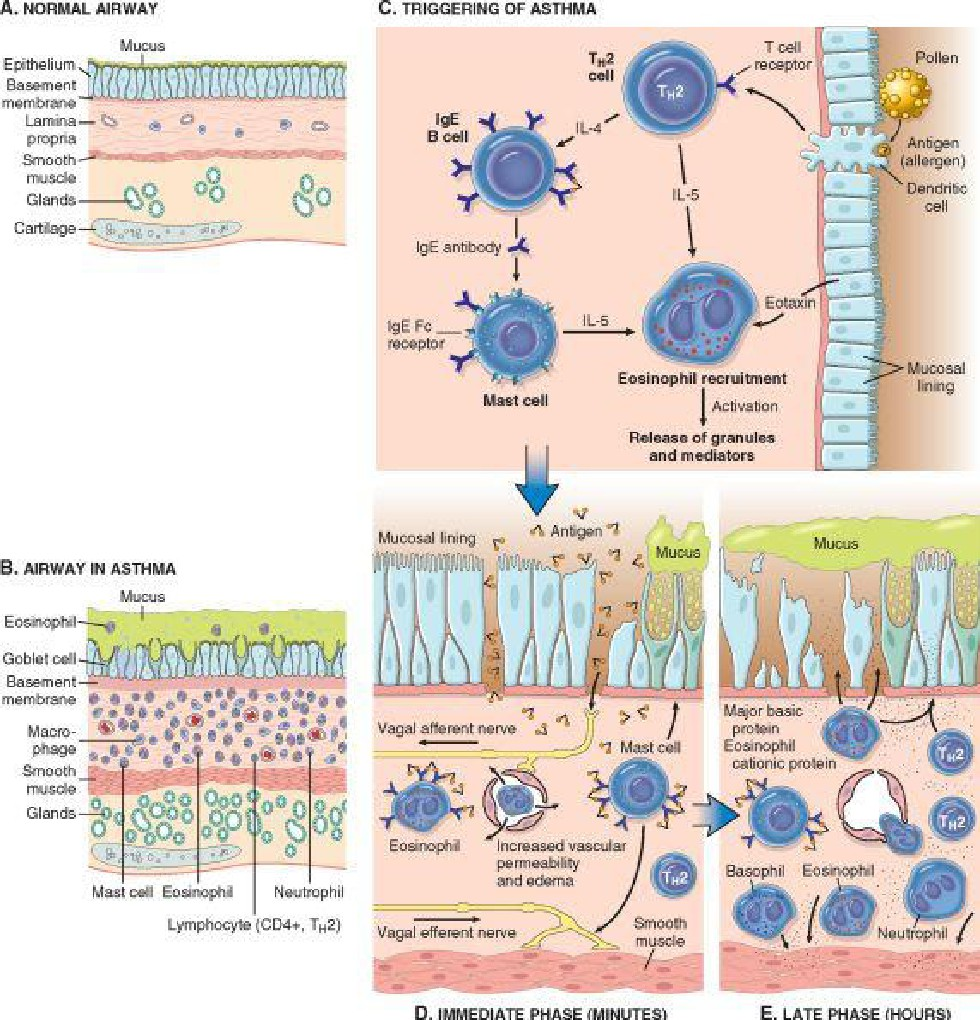 A. NORMAL AIRWAY
Mucus
Epithelium
Basement
membrane
Lamina
propria
Smooth
muscle
Glands
Cartilage
B. AIRWAY IN ASTHMA
Mucus
Eosinophil
Goblet cell
Basement
membrane
Macro-
phage
Smooth
muscle
Glands
Mast cell
Eosinophil
Neutrophil
Lymphocyte (CD4+, TH2)
C. TRIGGERING OF ASTHMA
TH2
cell
TH2
T cell
receptor
Pollen
IgE
B cell
IL-4
Antigen
(allergen)
Dendritic
cell
IL-5
IgE antibody
Eotaxin
IgE Fc
receptor
IL-5
Mucosal
lining
Mast cell
Eosinophil recruitment
Activation
Release of granules
and mediators
Mucosal lining
Antigen
Mucus
Vagal afferent nerve
Mast cell
Eosinophil
Increased vascular
permeability
and edema
TH2
Vagal efferent nerve
Smooth
muscle
D. IMMEDIATE PHASE (MINUTES)
Mucus
Major basic
protein
Eosinophil
cationic protein
TH2
TH2
Basophil
Eosinophil
Neutrophil
E. LATE PHASE (HOURS)